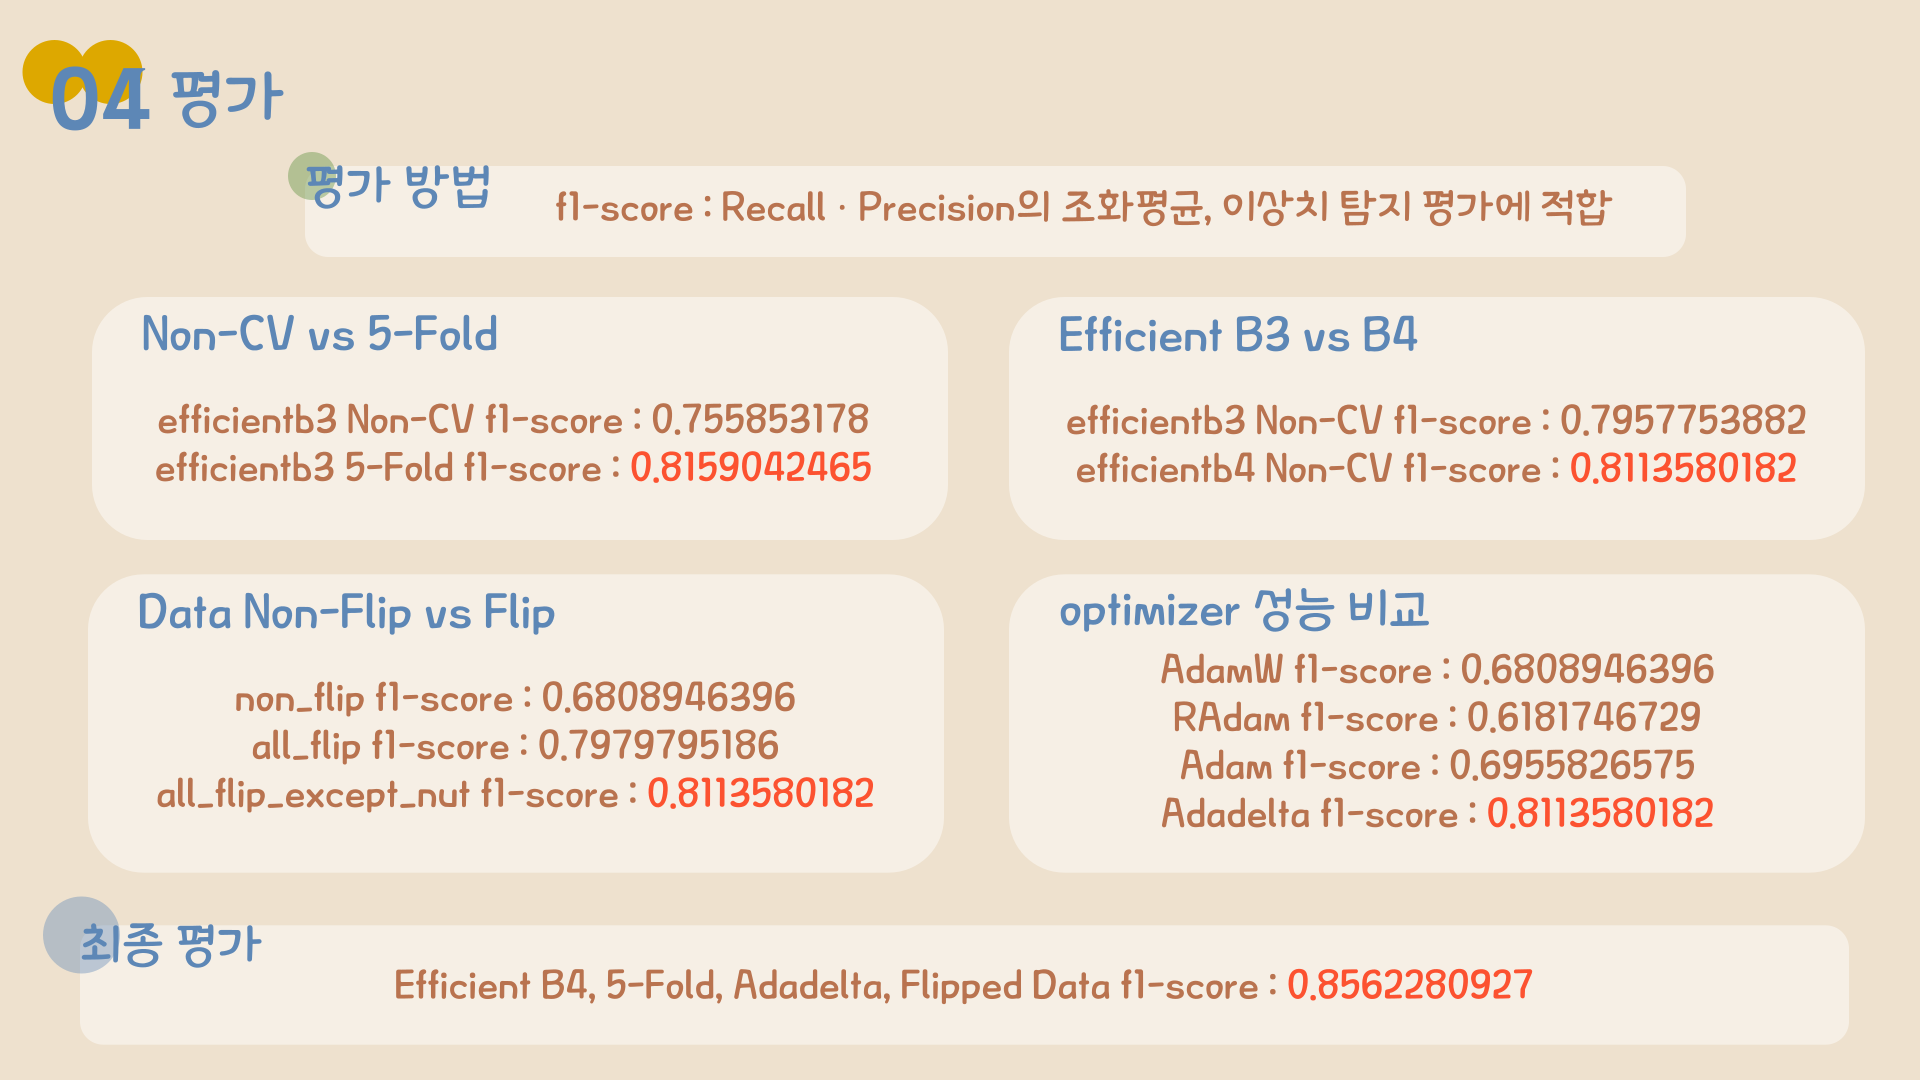 04 평가
평가 방법
f1-score : Recall · Precision의 조화평균, 이상치 탐지 평가에 적합
Non-CV vs 5-Fold
efficientb3 Non-CV f1-score : 0.755853178
efficientb3 5-Fold f1-score : 0.8159042465
Efficient B3 vs B4
efficientb3 Non-CV f1-score : 0.7957753882
efficientb4 Non-CV f1-score : 0.8113580182
Data Non-Flip vs Flip
non_flip f1-score : 0.6808946396
all_flip f1-score : 0.7979795186
all_flip_except_nut f1-score : 0.8113580182
optimizer 성능 비교
AdamW f1-score : 0.6808946396
RAdam f1-score : 0.6181746729
Adam f1-score : 0.6955826575
Adadelta f1-score : 0.8113580182
최종 평가
Efficient B4, 5-Fold, Adadelta, Flipped Data f1-score : 0.8562280927